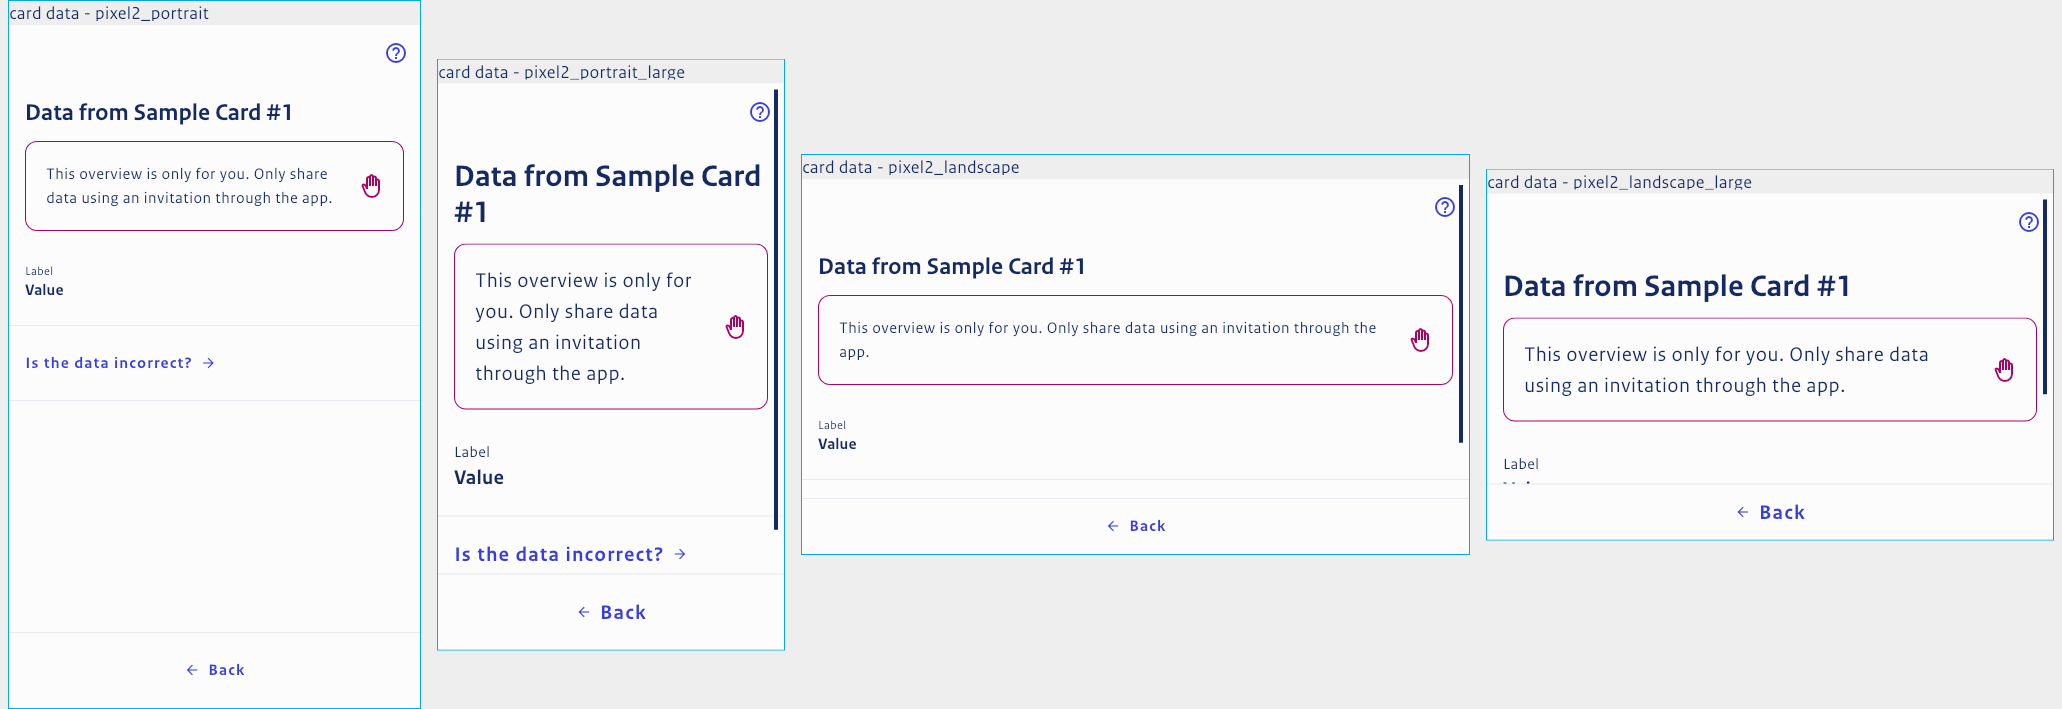 card data - pixel2_portrait
Data from Sample Card #1
This overview is only for you. Only share
data using an invitation through the app.
Label
Value
Is the data incorrect? →
← Back
card data - pixel2_portrait_large
Data from Sample Card
#1
This overview is only for
you. Only share data
using an invitation
through the app.
Label
Value
Is the data incorrect? →
← Back
card data - pixel2_landscape
Data from Sample Card #1
This overview is only for you. Only share data using an invitation through the
app.
Label
Value
← Back
card data - pixel2_landscape_large
Data from Sample Card #1
This overview is only for you. Only share data
using an invitation through the app.
Label
← Back